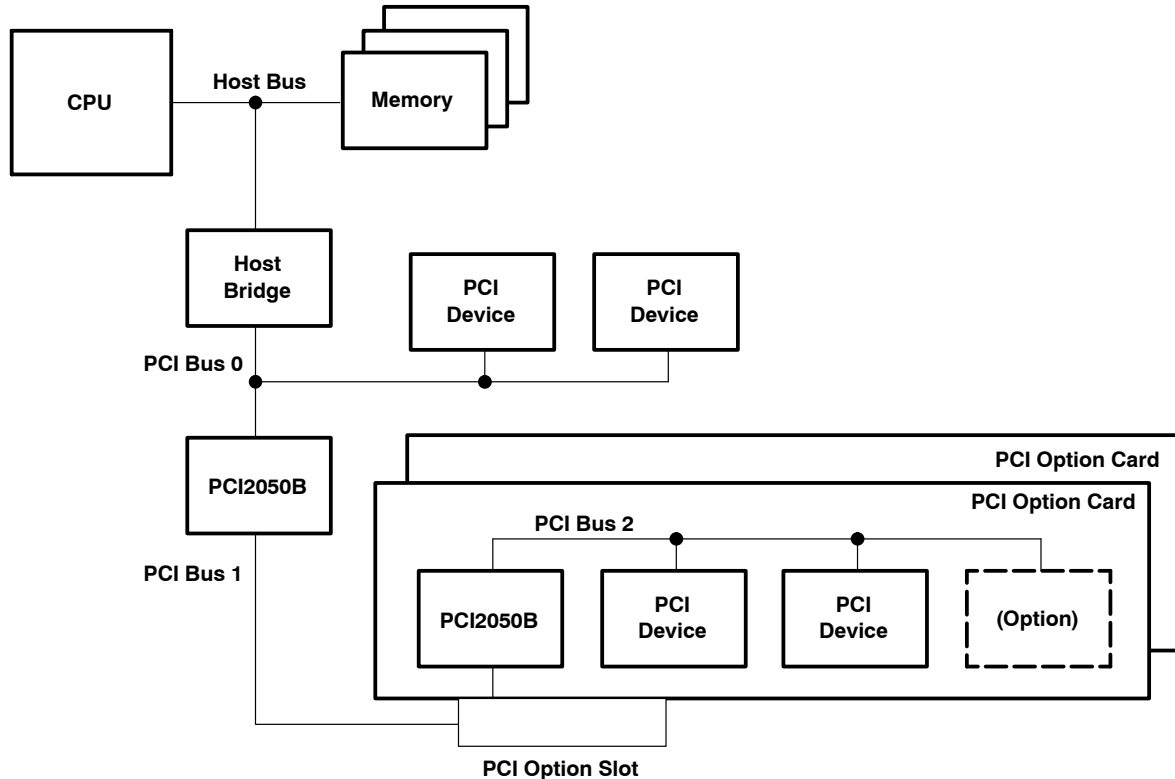 Host Bus
CPU
Memory
Host
Bridge
PCI
Device
PCI
Device
PCI Bus 0
PCI2050B
PCI Option Card
PCI Option Card
PCI Bus 2
PCI Bus 1
PCI2050B
PCI
Device
PCI
Device
(Option)
PCI Option Slot